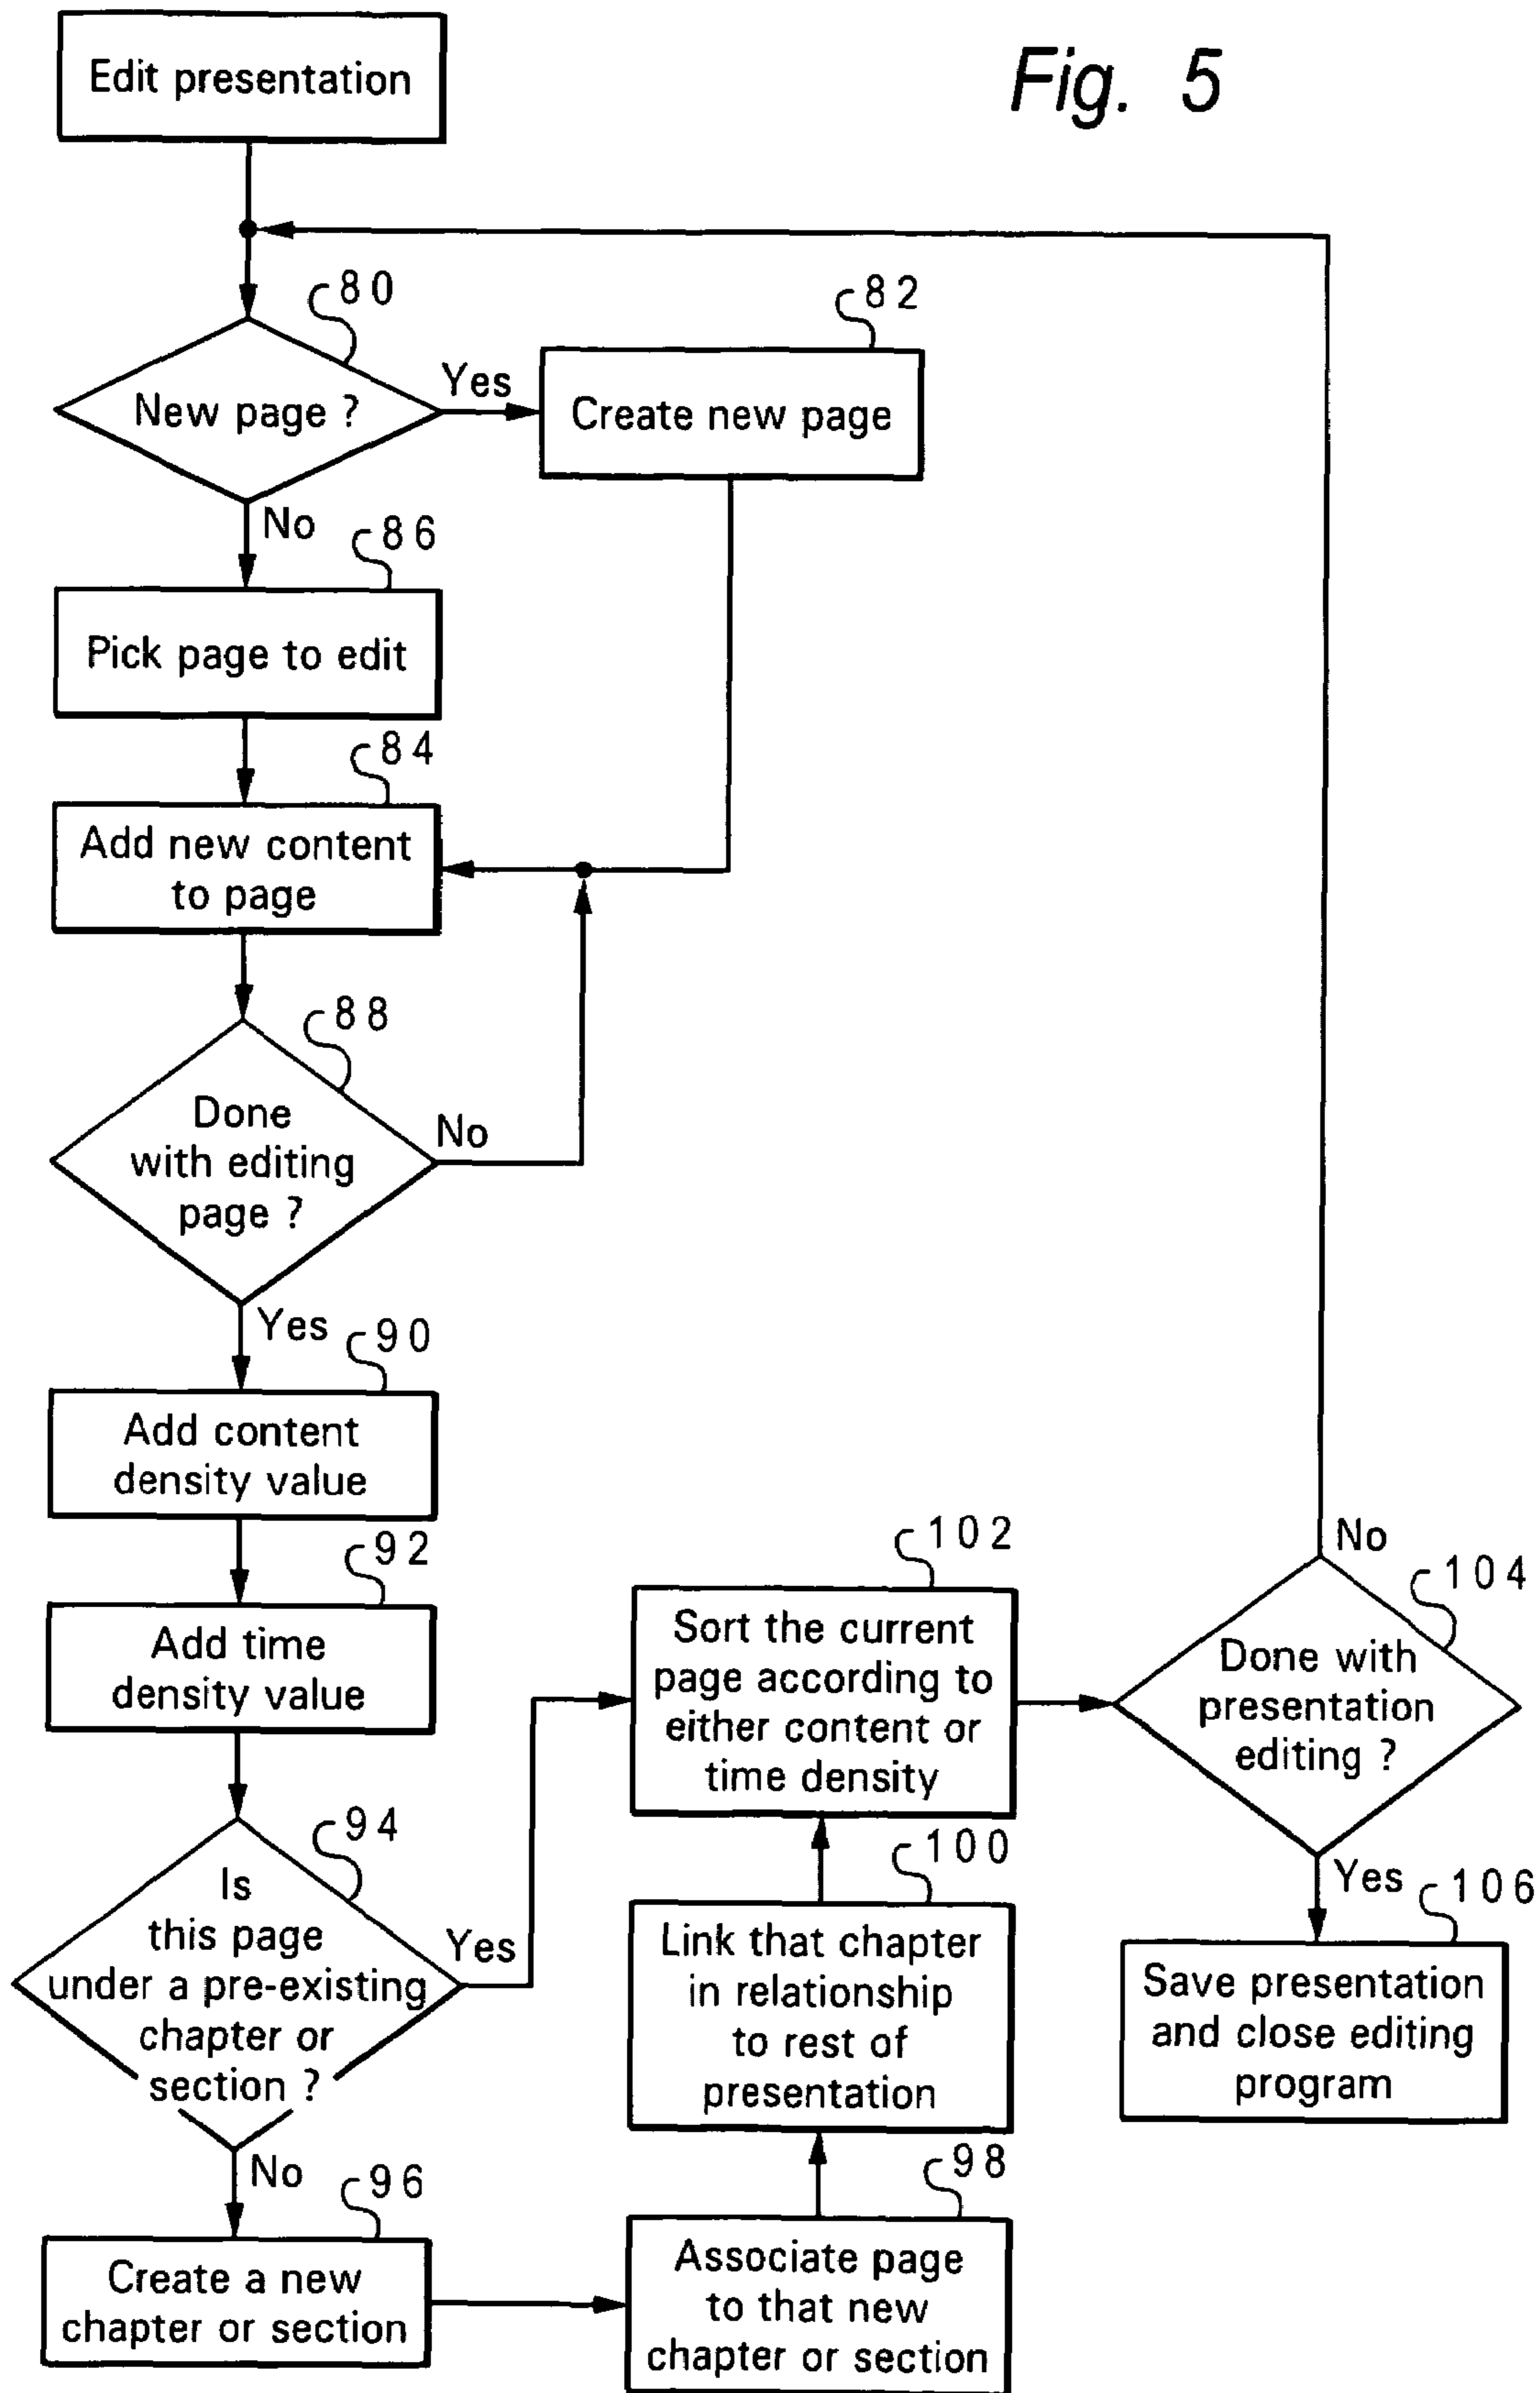 Fig. 5
Edit presentation
80
New page ?
Yes
82
Create new page
No
86
Pick page to edit
84
Add new content
to page
88
Done
with editing
page ?
No
Yes
90
Add content
density value
92
Add time
density value
94
Is
this page
under a pre-existing
chapter or
section ?
Yes
No
96
Create a new
chapter or section
98
Associate page
to that new
chapter or section
100
Link that chapter
in relationship
to rest of
presentation
102
Sort the current
page according to
either content or
time density
104
Done with
presentation
editing ?
No
Yes
106
Save presentation
and close editing
program